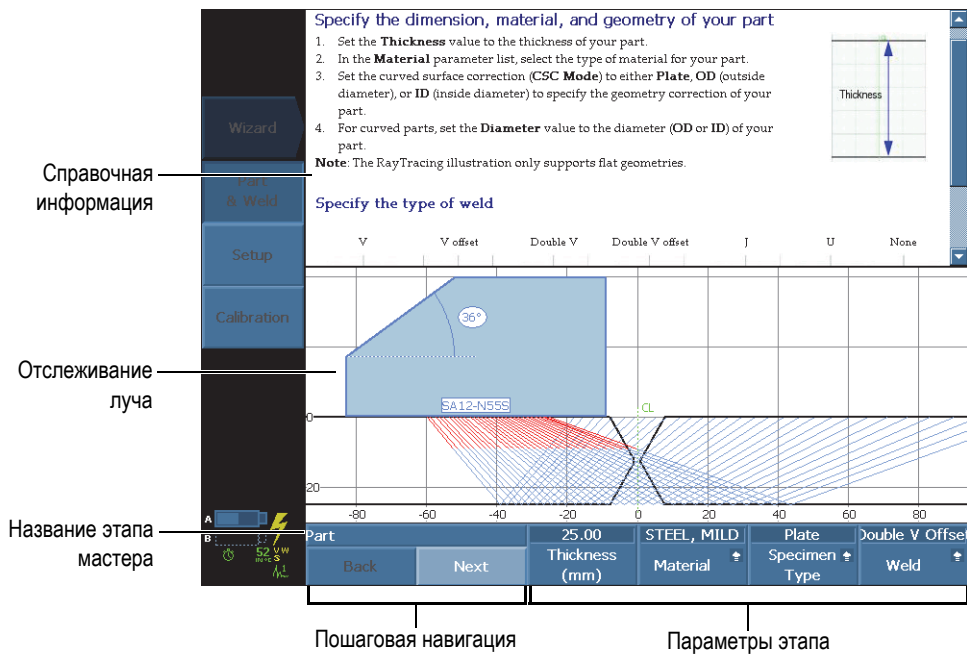 Specify the dimension, material, and geometry of your part
1. Set the Thickness value to the thickness of your part.
2. In the Material parameter list, select the type of material for your part.
3. Set the curved surface correction (CSC Mode) to either Plate, OD (outside
diameter), or ID (inside diameter) to specify the geometry correction of your
part.
4. For curved parts, set the Diameter value to the diameter (OD or ID) of your
part.
Note: The RayTracing illustration only supports flat geometries.
Thickness
Specify the type of weld
V V offset Double V Double V offset J U None
Wizard
Part
& Weld
Setup
Calibration
Справочная
информация
Отслеживание
луча
Название этапа
мастера
36°
SA12-N55S
CL
0
20
-80 -60 -40 -20 0 20 40 60 80
A
B
52
IN °C
V W
S
1
Part 25.00 STEEL, MILD Plate Double V Offse
Back Next
Thickness
(mm)
Material
Specimen
Type
Weld
Пошаговая навигация
Параметры этапа